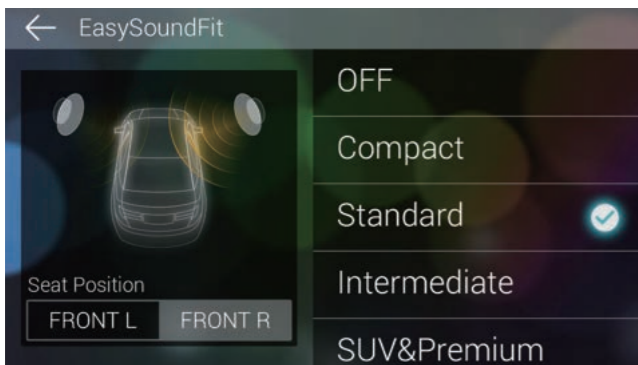 EasySoundFit
OFF
Compact
Standard
Intermediate
SUV&Premium
Seat Position
FRONT L FRONT R